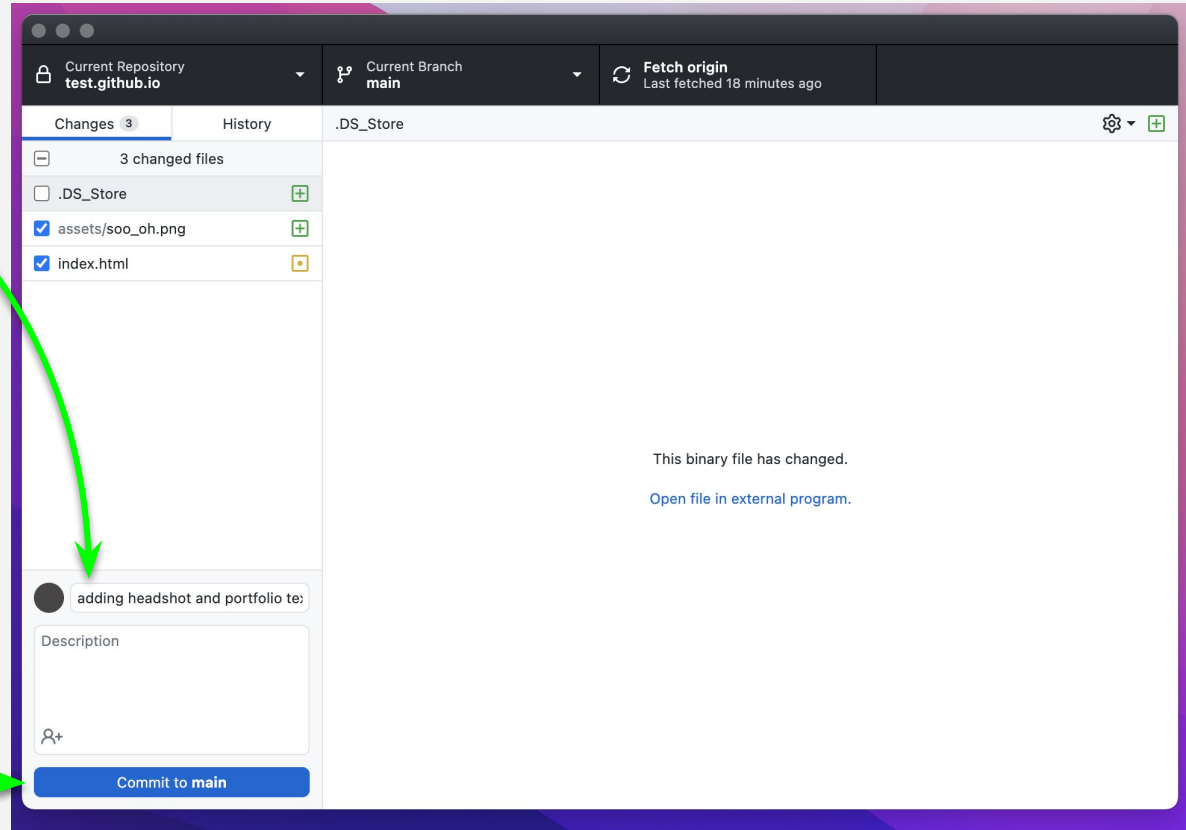 Current Repository
test.github.io
Current Branch
main
Fetch origin
Last fetched 18 minutes ago
Changes 3
History
.DS_Store
3 changed files
.DS_Store
assets/soo_oh.png
index.html
This binary file has changed.
Open file in external program.
adding headshot and portfolio
Description
Commit to main